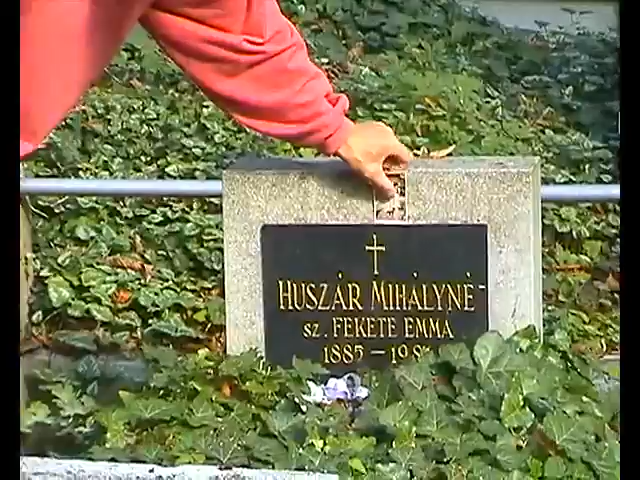 HUSZÁR MIHÁLYNÉ
SZ. FEKETE EMMA
1885 –